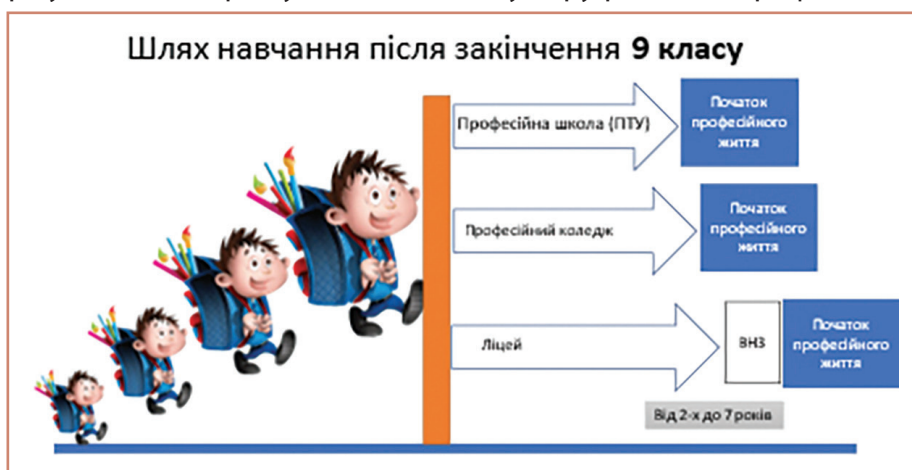 Шлях навчання після закінчення 9 класу
Професійна школа (ПТУ)
Початок
професійного
життя
Професійний коледж
Початок
професійного
життя
Ліцей
ВНЗ
Початок
професійного
життя
Від 2-х до 7 років